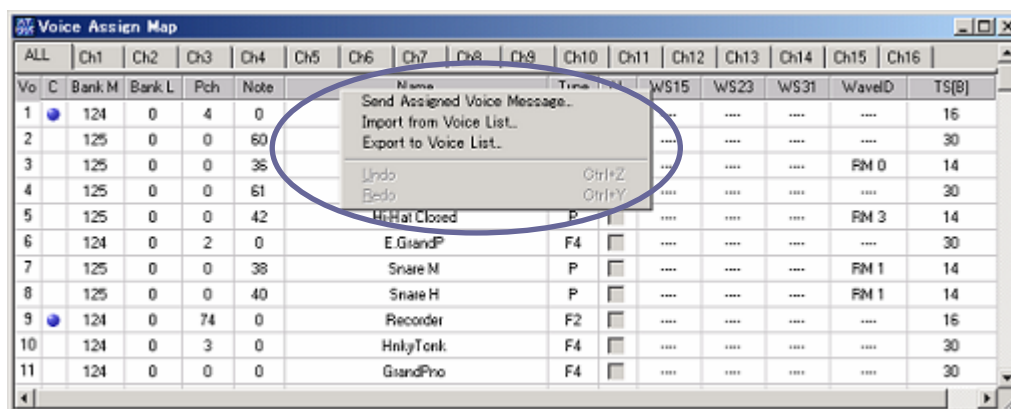 Voice Assign Map
ALL Ch1 Ch2 Ch3 Ch4 Ch5 Ch6 Ch7 Ch8 Ch9 Ch10 Ch11 Ch12 Ch13 Ch14 Ch15 Ch16
Vo C Bank M Bank L Pch Note Name Type WS15 WS23 WS31 WaveID TS[B]
Send Assigned Voice Message...
Import from Voice List...
Export to Voice List...
Undo Ctrl+Z
Redo Ctrl+Y
1 124 0 4 0 ---- ---- ---- ---- 16
2 125 0 0 60 ---- ---- ---- ---- 30
3 125 0 0 36 ---- ---- ---- RM 0 14
4 125 0 0 61 ---- ---- ---- ---- 30
5 125 0 0 42 Hi-Hat Closed P ---- ---- ---- RM 3 14
6 124 0 2 0 E.GrandP F4 ---- ---- ---- ---- 30
7 125 0 0 38 Snare M P ---- ---- ---- RM 1 14
8 125 0 0 40 Snare H P ---- ---- ---- RM 1 14
9 124 0 74 0 Recorder F2 ---- ---- ---- ---- 16
10 124 0 3 0 HnkyTonk F4 ---- ---- ---- ---- 30
11 124 0 0 0 GrandPno F4 ---- ---- ---- ---- 30